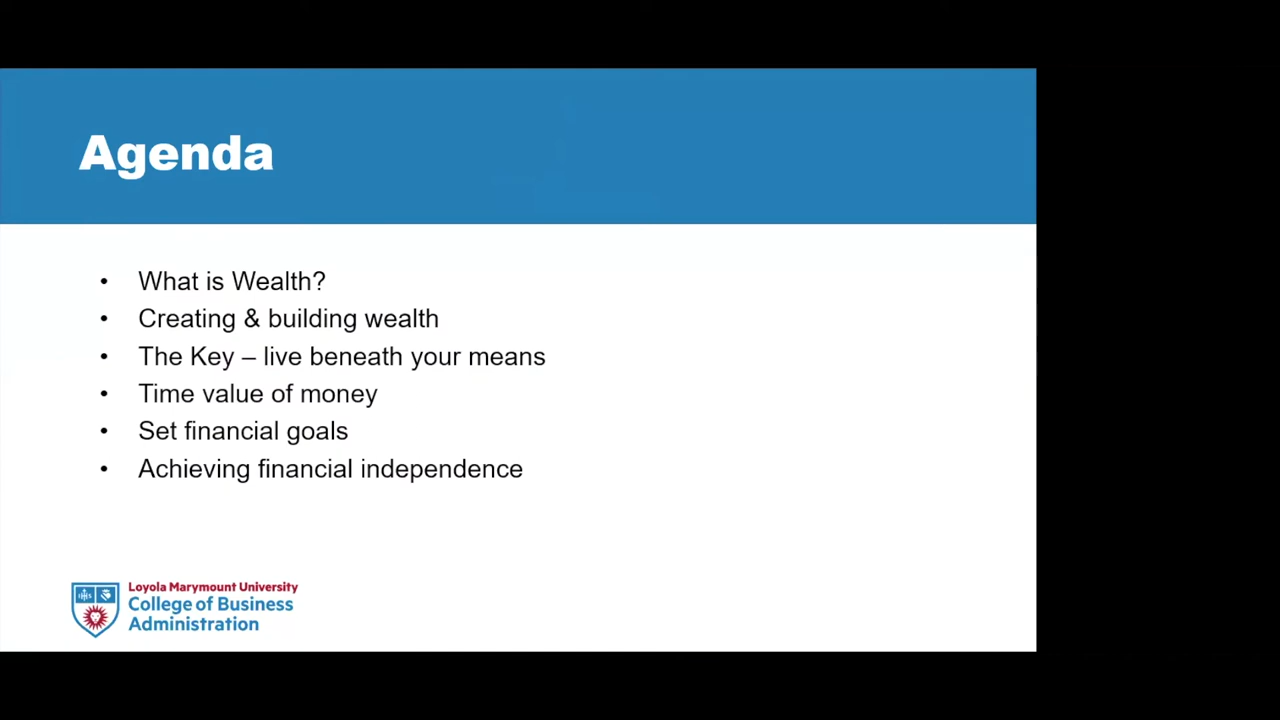 Agenda
• What is Wealth?
• Creating & building wealth
• The Key – live beneath your means
• Time value of money
• Set financial goals
• Achieving financial independence
Loyola Marymount University
College of Business
Administration